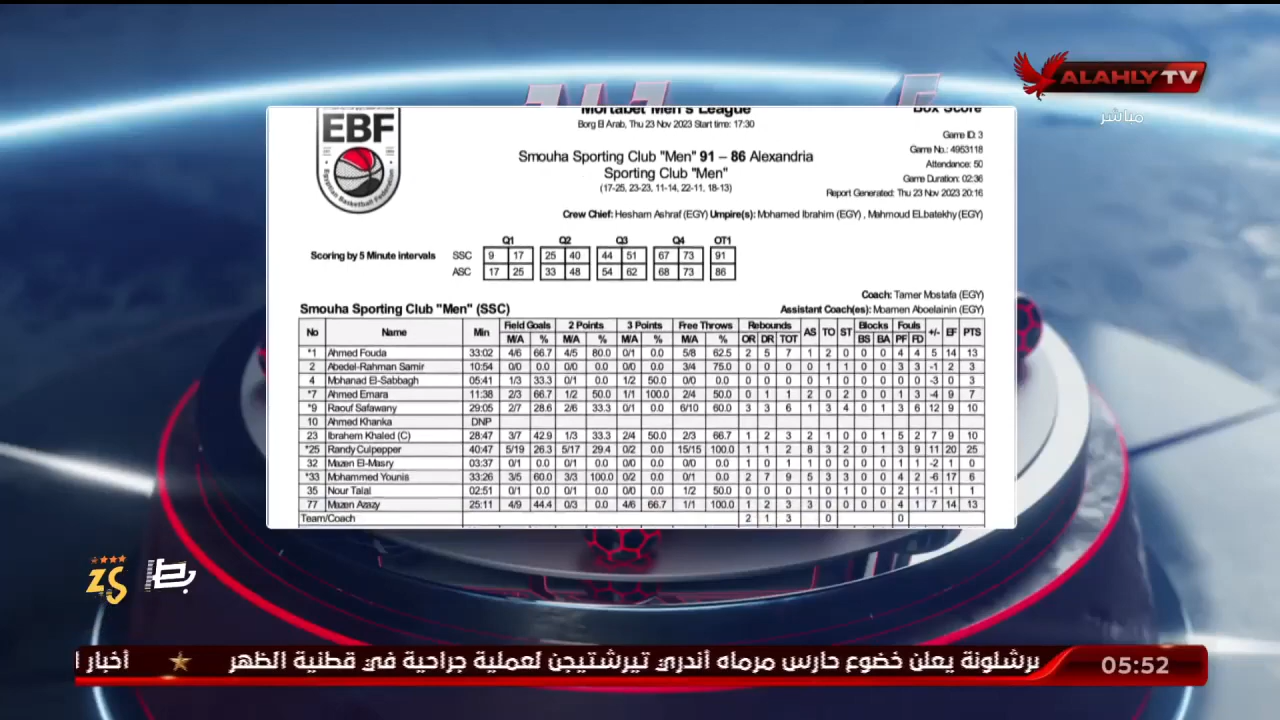 ALAHLY TV
مباشر
Mortabet Men's League
Box Score
Borg El Arab, Thu 23 Nov 2023 Start time: 17:30
Game ID: 3
Game No.: 4953118
Attendance: 50
Game Duration: 02:36
Report Generated: Thu 23 Nov 2023 20:16
EBF
Egyptian Basketball Federation
Smouha Sporting Club "Men" 91 – 86 Alexandria
Sporting Club "Men"
(17-25, 23-23, 11-14, 22-11, 18-13)
Crew Chief: Hesham Ashraf (EGY) Umpire(s): Mohamed Ibrahim (EGY) , Mahmoud ELbatekhy (EGY)
Q1 Q2 Q3 Q4 OT1
Scoring by 5 Minute intervals SSC 9 17 25 40 44 51 67 73 91
ASC 17 25 33 48 54 62 68 73 86
Coach: Tamer Mostafa (EGY)
Smouha Sporting Club "Men" (SSC) Assistant Coach(es): Moamen Aboelainin (EGY)
No Name Min Field Goals 2 Points 3 Points Free Throws Rebounds AS TO ST Blocks Fouls +/- EF PTS
M/A % M/A % M/A % M/A % OR DR TOT BS BA PF FD
*1 Ahmed Fouda 33:02 4/6 66.7 4/5 80.0 0/1 0.0 5/8 62.5 2 5 7 1 2 0 0 0 4 4 5 14 13
2 Abedel-Rahman Samir 10:54 0/0 0.0 0/0 0.0 0/0 0.0 3/4 75.0 0 0 0 0 1 1 0 0 3 3 -1 2 3
4 Mohanad El-Sabbagh 05:41 1/3 33.3 0/1 0.0 1/2 50.0 0/0 0.0 0 0 0 0 1 0 0 0 0 0 -3 0 3
*7 Ahmed Emara 11:38 2/3 66.7 1/2 50.0 1/1 100.0 2/4 50.0 0 1 1 2 0 2 0 0 1 3 -4 9 7
*9 Raouf Safawany 29:05 2/7 28.6 2/6 33.3 0/1 0.0 6/10 60.0 3 3 6 1 3 4 0 1 3 6 12 9 10
10 Ahmed Khanka DNP
23 Ibrahem Khaled (C) 28:47 3/7 42.9 1/3 33.3 2/4 50.0 2/3 66.7 1 2 3 2 1 0 0 1 5 2 7 9 10
*25 Randy Culpepper 40:47 5/19 26.3 5/17 29.4 0/2 0.0 15/15 100.0 1 1 2 8 3 2 0 1 3 9 11 20 25
32 Mazen El-Masry 03:37 0/1 0.0 0/1 0.0 0/0 0.0 0/0 0.0 1 0 1 1 0 0 0 0 1 1 -2 1 0
*33 Mohammed Younis 33:26 3/5 60.0 3/3 100.0 0/2 0.0 0/1 0.0 2 7 9 5 3 3 0 0 4 2 -6 17 6
35 Nour Talal 02:51 0/1 0.0 0/1 0.0 0/0 0.0 1/2 50.0 0 0 0 1 0 1 0 0 2 1 -1 1 1
77 Mazen Azazy 25:11 4/9 44.4 0/3 0.0 4/6 66.7 1/1 100.0 1 2 3 3 0 0 0 0 4 1 7 14 13
Team/Coach 2 1 3 0 0
برشلونة يعلن خضوع حارس مرماه أندري تيرشتيجن لعملية جراحية في قطنية الظهر
أخبار ا
05:52